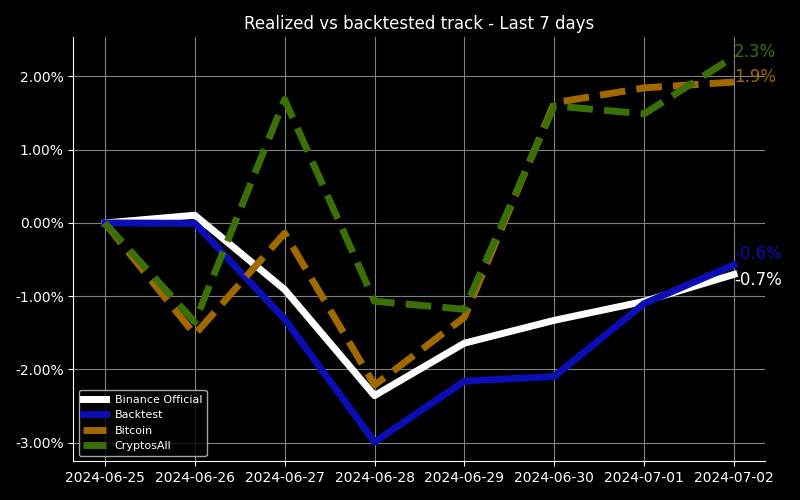 Realized vs backtested track - Last 7 days
2.3%
2.00%
1.9%
1.00%
0.00%
-0.6%
-0.7%
-1.00%
-2.00%
-3.00%
Binance Official
Backtest
Bitcoin
CryptosAll
2024-06-25 2024-06-26 2024-06-27 2024-06-28 2024-06-29 2024-06-30 2024-07-01 2024-07-02